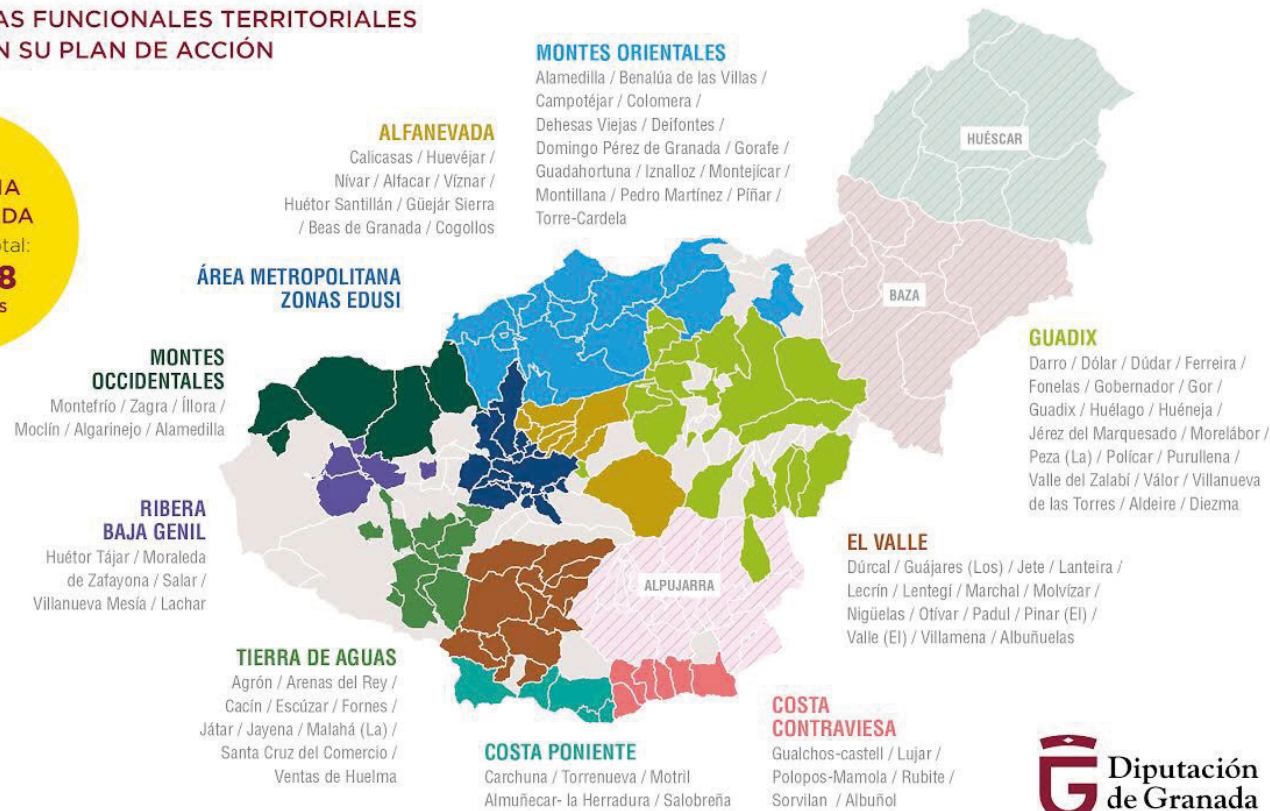 AS FUNCIONALES TERRITORIALES
N SU PLAN DE ACCIÓN
IA
DA
otal:
8
s
MONTES ORIENTALES
Alamedilla / Benalúa de las Villas /
Campotéjar / Colomera /
Dehesas Viejas / Deifontes /
Domingo Pérez de Granada / Gorafe /
Guadahortuna / Iznalloz / Montejícar /
Montillana / Pedro Martínez / Píñar /
Torre-Cardela
ALFANEVADA
Calicasas / Huevéjar /
Nívar / Alfacar / Víznar /
Huétor Santillán / Güejár Sierra
/ Beas de Granada / Cogollos
ÁREA METROPOLITANA
ZONAS EDUSI
HUÉSCAR
BAZA
MONTES
OCCIDENTALES
Montefrío / Zagra / Íllora /
Moclín / Algarinejo / Alamedilla
GUADIX
Darro / Dólar / Dúdar / Ferreira /
Fonelas / Gobernador / Gor /
Guadix / Huélago / Huéneja /
Jérez del Marquesado / Morelábor /
Peza (La) / Polícar / Purullena /
Valle del Zalabí / Válor / Villanueva
de las Torres / Aldeire / Diezma
RIBERA
BAJA GENIL
Huétor Tájar / Moraleda
de Zafayona / Salar /
Villanueva Mesía / Lachar
EL VALLE
Dúrcal / Guájares (Los) / Jete / Lanteira /
Lecrín / Lentegí / Marchal / Molvízar /
Nigüelas / Otívar / Padul / Pinar (El) /
Valle (El) / Villamena / Albuñuelas
ALPUJARRA
TIERRA DE AGUAS
Agrón / Arenas del Rey /
Cacín / Escúzar / Fornes /
Játar / Jayena / Malahá (La) /
Santa Cruz del Comercio /
Ventas de Huelma
COSTA PONIENTE
Carchuna / Torrenueva / Motril
Almuñecar- la Herradura / Salobreña
COSTA
CONTRAVIESA
Gualchos-castell / Lujar /
Polopos-Mamola / Rubite /
Sorvilan / Albuñol
Diputación
de Granada